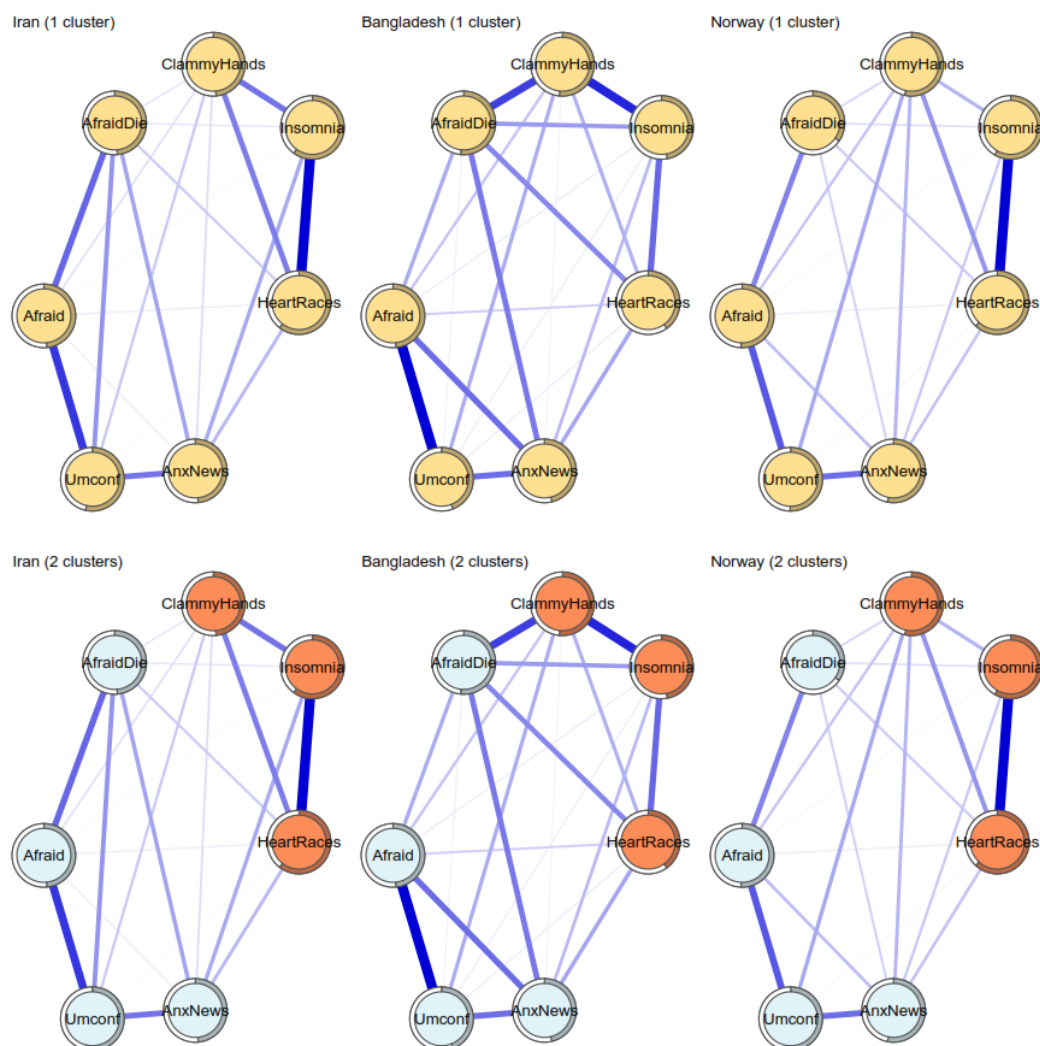 Iran (1 cluster)
ClammyHands
AfraidDie
Insomnia
Afraid
HeartRaces
Umconf
AnxNews
Bangladesh (1 cluster)
ClammyHands
AfraidDie
Insomnia
Afraid
HeartRaces
Umconf
AnxNews
Norway (1 cluster)
ClammyHands
AfraidDie
Insomnia
Afraid
HeartRaces
Umconf
AnxNews
Iran (2 clusters)
ClammyHands
AfraidDie
Insomnia
Afraid
HeartRaces
Umconf
AnxNews
Bangladesh (2 clusters)
ClammyHands
AfraidDie
Insomnia
Afraid
HeartRaces
Umconf
AnxNews
Norway (2 clusters)
ClammyHands
AfraidDie
Insomnia
Afraid
HeartRaces
Umconf
AnxNews